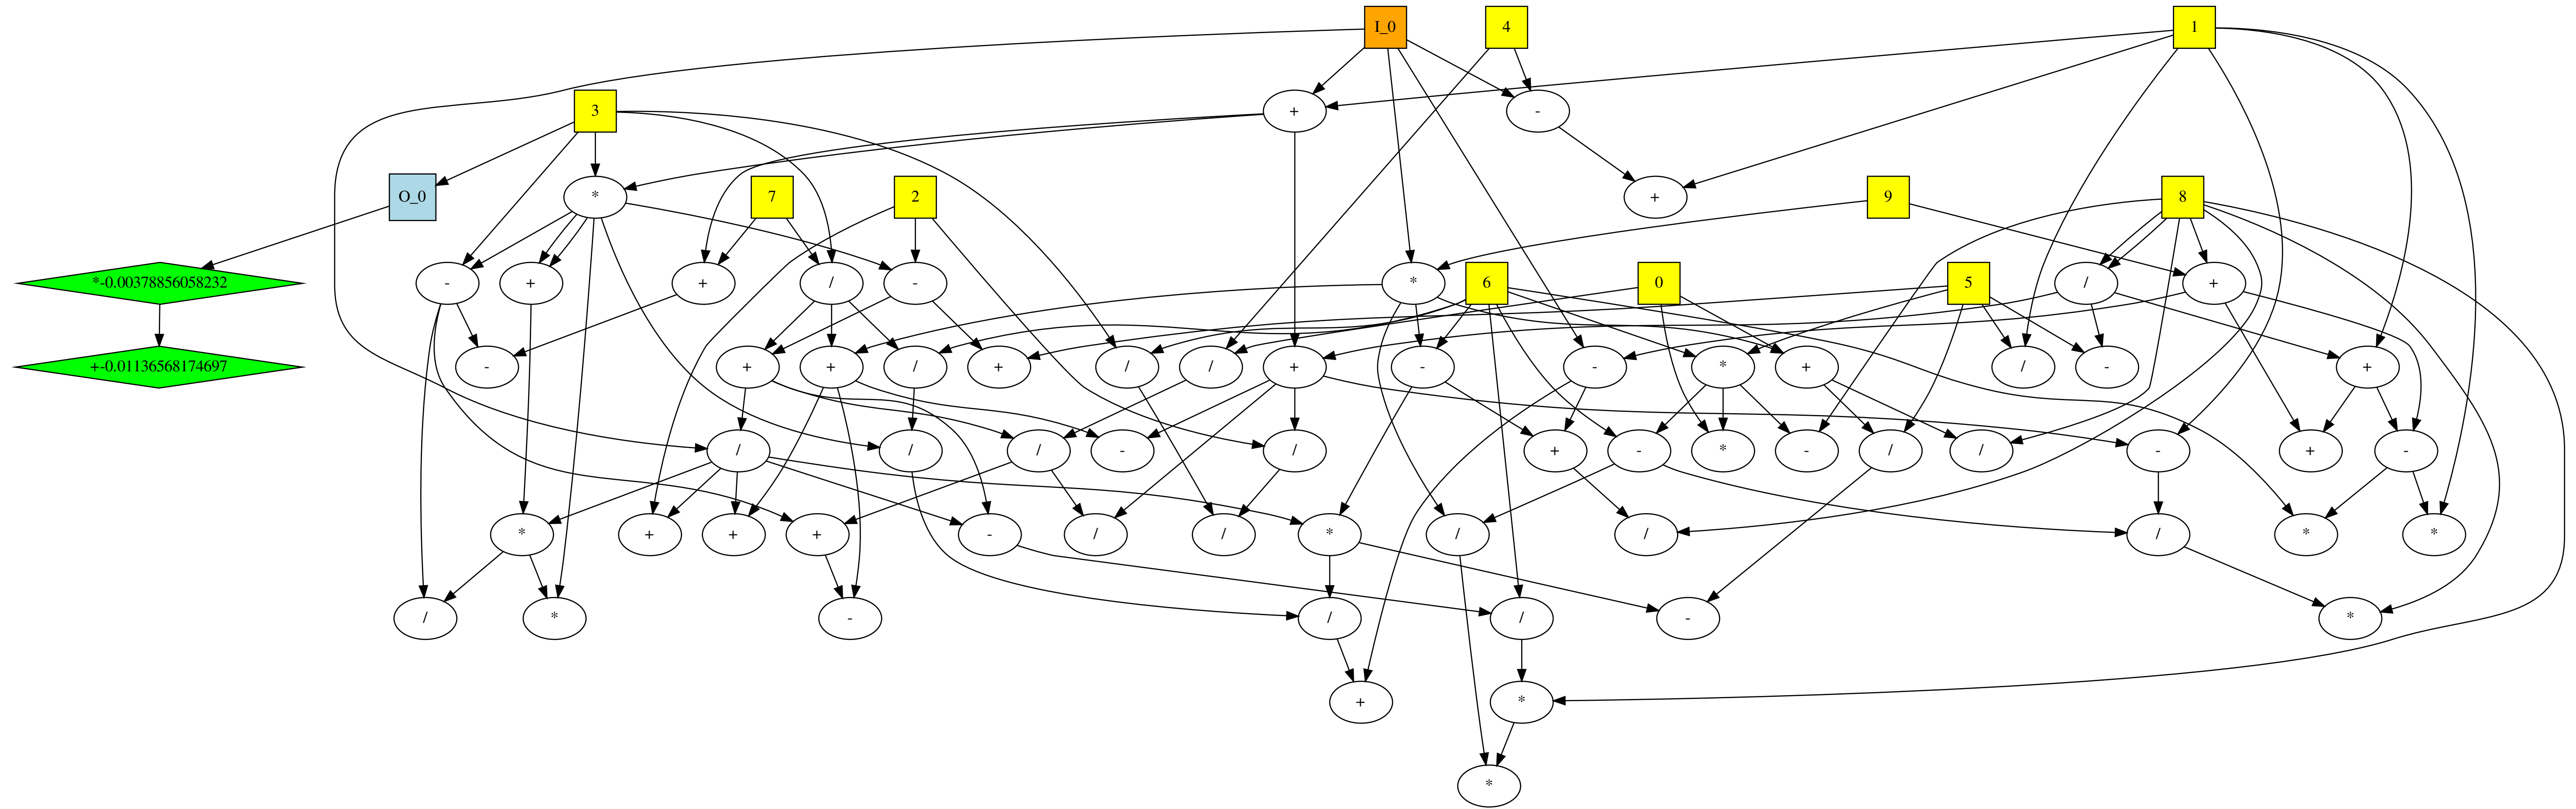 I_0 4 1
3 + -
O_0 * 7 2 + 9 8
*-0.00378856058232 - + + / - * 6 0 5 / +
+-0.01136568174697 - + + / + / / + - - * + / - +
/ / / - / + - * - / / - + -
* + + + - / / * / / / * *
/ * - / / - *
+ *
*